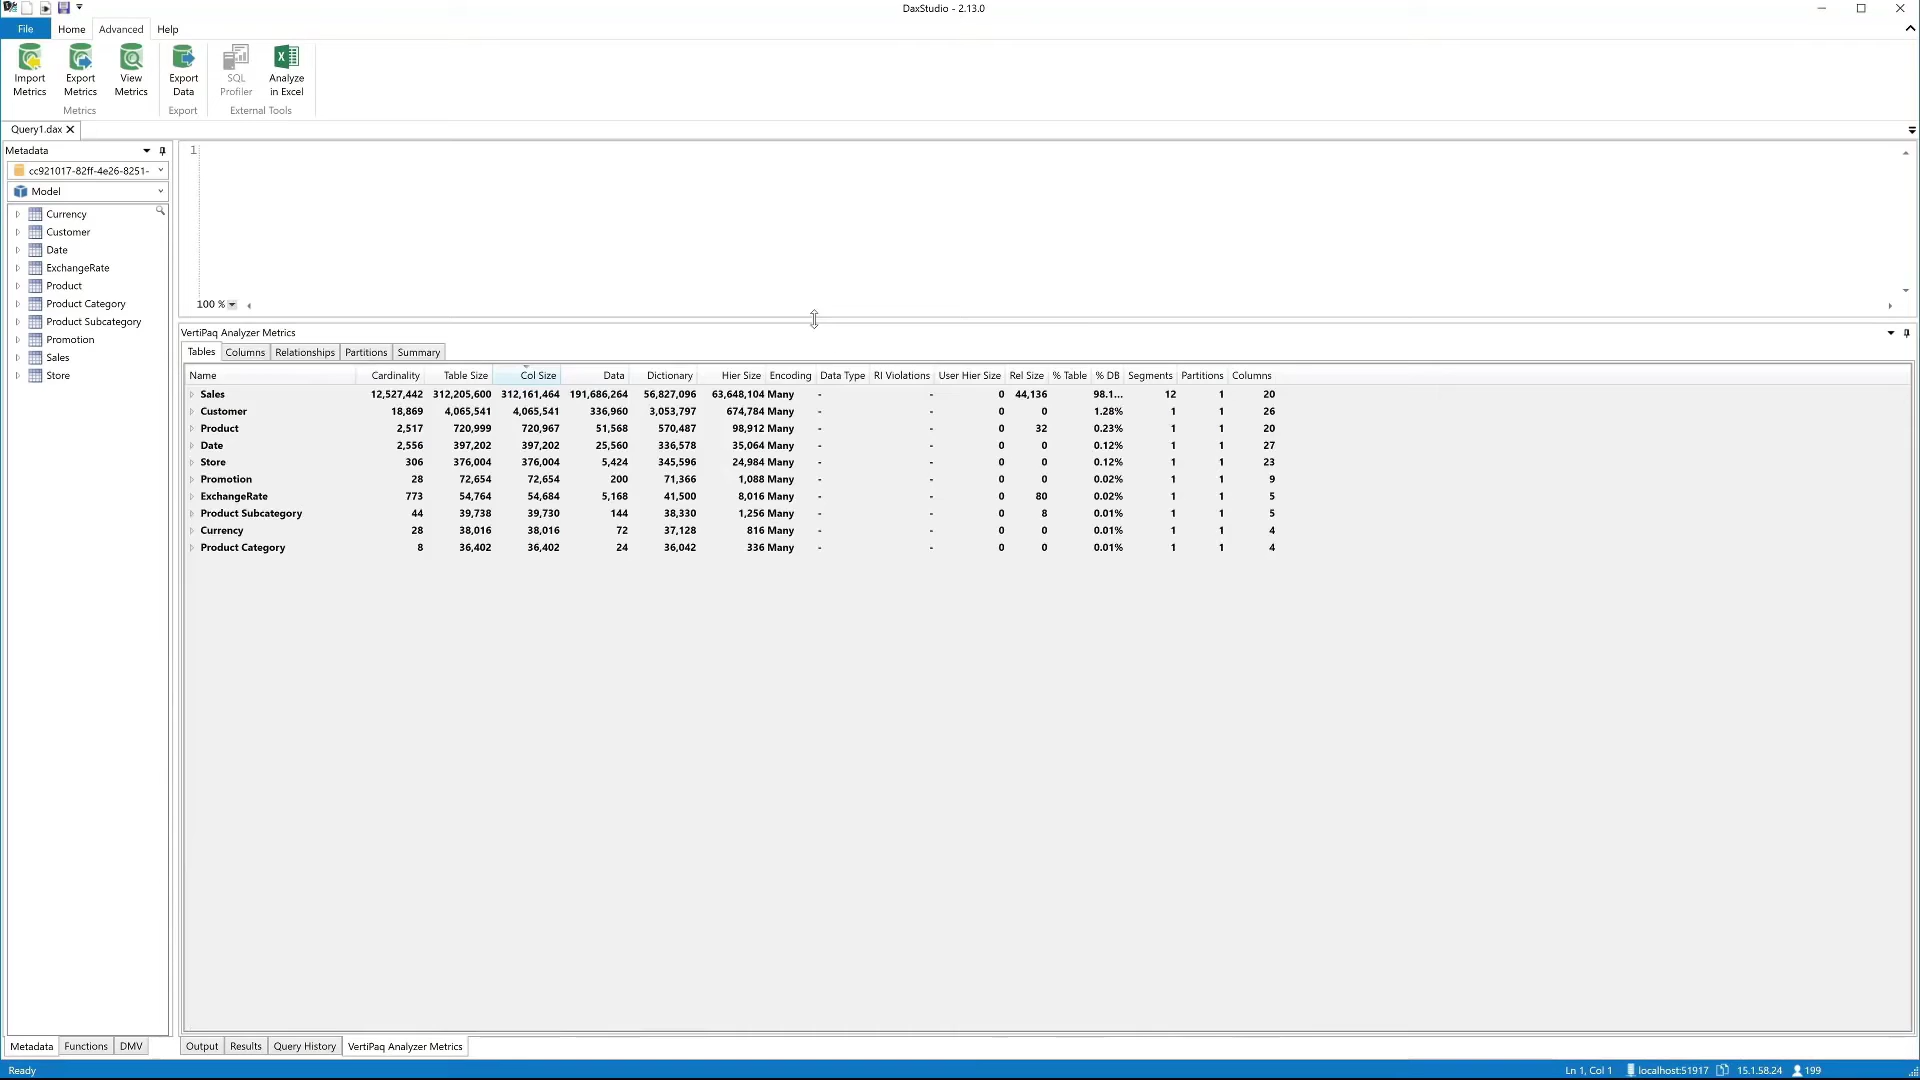 DaxStudio - 2.13.0
File Home Advanced Help
Import Metrics Export Metrics View Metrics Export Data SQL Profiler Analyze in Excel
Metrics Export External Tools
Query1.dax
Metadata
cc921017-82ff-4e26-8251-
Model
Currency
Customer
Date
ExchangeRate
Product
Product Category
Product Subcategory
Promotion
Sales
Store
1
100 %
VertiPaq Analyzer Metrics
Tables Columns Relationships Partitions Summary
Name Cardinality Table Size Col Size Data Dictionary Hier Size Encoding Data Type RI Violations User Hier Size Rel Size % Table % DB Segments Partitions Columns
Sales 12,527,442 312,205,600 312,161,464 191,686,264 56,827,096 63,648,104 Many - - 0 44,136 98.1... 12 1 20
Customer 18,869 4,065,541 4,065,541 336,960 3,053,797 674,784 Many - - 0 0 1.28% 1 1 26
Product 2,517 720,999 720,967 51,568 570,487 98,912 Many - - 0 32 0.23% 1 1 20
Date 2,556 397,202 397,202 25,560 336,578 35,064 Many - - 0 0 0.12% 1 1 27
Store 306 376,004 376,004 5,424 345,596 24,984 Many - - 0 0 0.12% 1 1 23
Promotion 28 72,654 72,654 200 71,366 1,088 Many - - 0 0 0.02% 1 1 9
ExchangeRate 773 54,764 54,684 5,168 41,500 8,016 Many - - 0 80 0.02% 1 1 5
Product Subcategory 44 39,738 39,730 144 38,330 1,256 Many - - 0 8 0.01% 1 1 5
Currency 28 38,016 38,016 72 37,128 816 Many - - 0 0 0.01% 1 1 4
Product Category 8 36,402 36,402 24 36,042 336 Many - - 0 0 0.01% 1 1 4
Metadata Functions DMV Output Results Query History VertiPaq Analyzer Metrics
Ready Ln 1, Col 1 localhost:51917 15.1.58.24 199